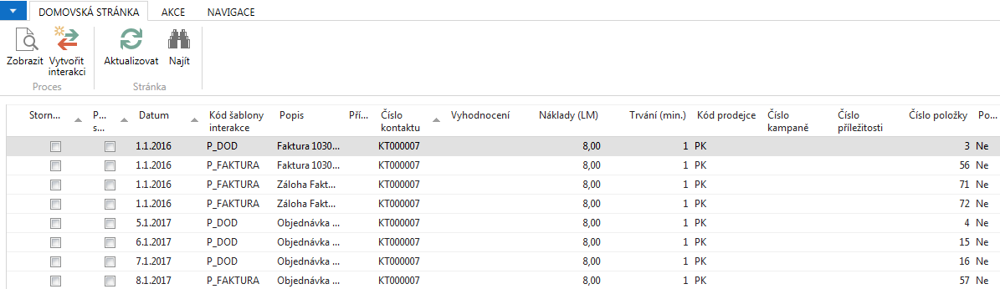 DOMOVSKÁ STRÁNKA AKCE NAVIGACE
Zobrazit Vytvořit interakci Aktualizovat Najít
Proces Stránka
Storn... P... s... Datum Kód šablony interakce Popis Pří... Číslo kontaktu Vyhodnocení Náklady (LM) Trvání (min.) Kód prodejce Číslo kampaně Číslo příležitosti Číslo položky Po...
1.1.2016 P_DOD Faktura 1030... KT000007 8,00 1 PK 3 Ne
1.1.2016 P_FAKTURA Faktura 1030... KT000007 8,00 1 PK 56 Ne
1.1.2016 P_FAKTURA Záloha Fakt... KT000007 8,00 1 PK 71 Ne
1.1.2016 P_FAKTURA Záloha Fakt... KT000007 8,00 1 PK 72 Ne
5.1.2017 P_DOD Objednávka ... KT000007 8,00 1 PK 4 Ne
6.1.2017 P_DOD Objednávka ... KT000007 8,00 1 PK 15 Ne
7.1.2017 P_DOD Objednávka ... KT000007 8,00 1 PK 16 Ne
8.1.2017 P_FAKTURA Objednávka ... KT000007 8,00 1 PK 57 Ne